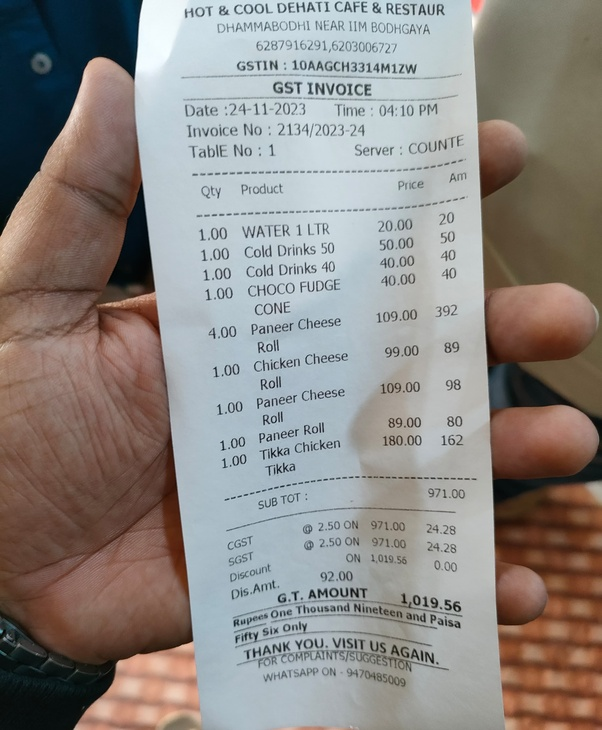 HOT & COOL DEHATI CAFE & RESTAUR
DHAMMABODHI NEAR IIM BODHGAYA
6287916291,6203006727
GSTIN : 10AAGCH3314M1ZW
GST INVOICE
Date :24-11-2023 Time : 04:10 PM
Invoice No : 2134/2023-24
TablE No : 1 Server : COUNTE
Qty Product Price Am
1.00 WATER 1 LTR 20.00 20
1.00 Cold Drinks 50 50.00 50
1.00 Cold Drinks 40 40.00 40
1.00 CHOCO FUDGE 40.00 40
CONE
4.00 Paneer Cheese 109.00 392
Roll
1.00 Chicken Cheese 99.00 89
Roll
1.00 Paneer Cheese 109.00 98
Roll
1.00 Paneer Roll 89.00 80
1.00 Tikka Chicken 180.00 162
Tikka
SUB TOT : 971.00
CGST @ 2.50 ON 971.00 24.28
SGST @ 2.50 ON 971.00 24.28
Discount ON 1,019.56 0.00
Dis.Amt. 92.00
G.T. AMOUNT 1,019.56
Rupees One Thousand Nineteen and Paisa
Fifty Six Only
THANK YOU. VISIT US AGAIN.
FOR COMPLAINTS/SUGGESTION
WHATSAPP ON - 9470485009